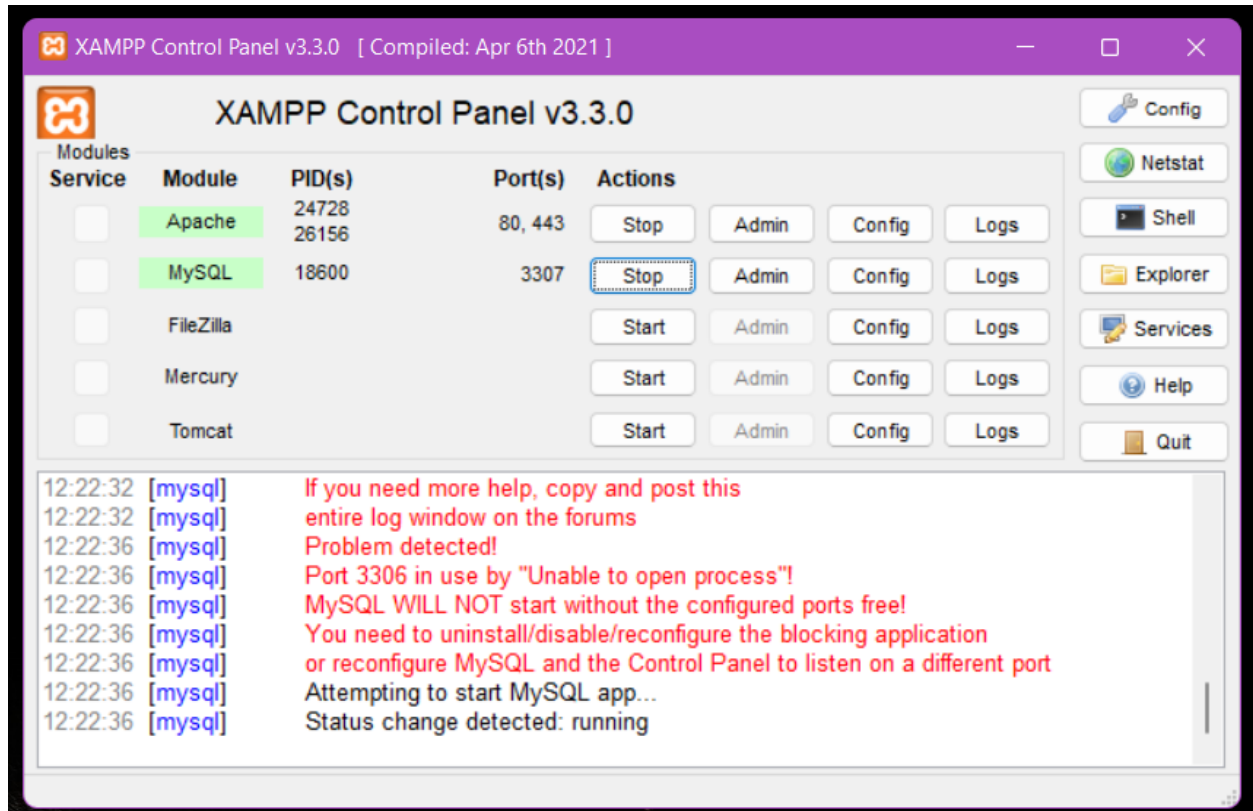 XAMPP Control Panel v3.3.0 [ Compiled: Apr 6th 2021 ]
XAMPP Control Panel v3.3.0
Config
Modules
Service Module PID(s) Port(s) Actions
Netstat
Apache 24728 26156 80, 443 Stop Admin Config Logs
Shell
MySQL 18600 3307 Stop Admin Config Logs
Explorer
FileZilla Start Admin Config Logs
Services
Mercury Start Admin Config Logs
Help
Tomcat Start Admin Config Logs
Quit
12:22:32 [mysql] If you need more help, copy and post this
12:22:32 [mysql] entire log window on the forums
12:22:36 [mysql] Problem detected!
12:22:36 [mysql] Port 3306 in use by "Unable to open process"!
12:22:36 [mysql] MySQL WILL NOT start without the configured ports free!
12:22:36 [mysql] You need to uninstall/disable/reconfigure the blocking application
12:22:36 [mysql] or reconfigure MySQL and the Control Panel to listen on a different port
12:22:36 [mysql] Attempting to start MySQL app...
12:22:36 [mysql] Status change detected: running